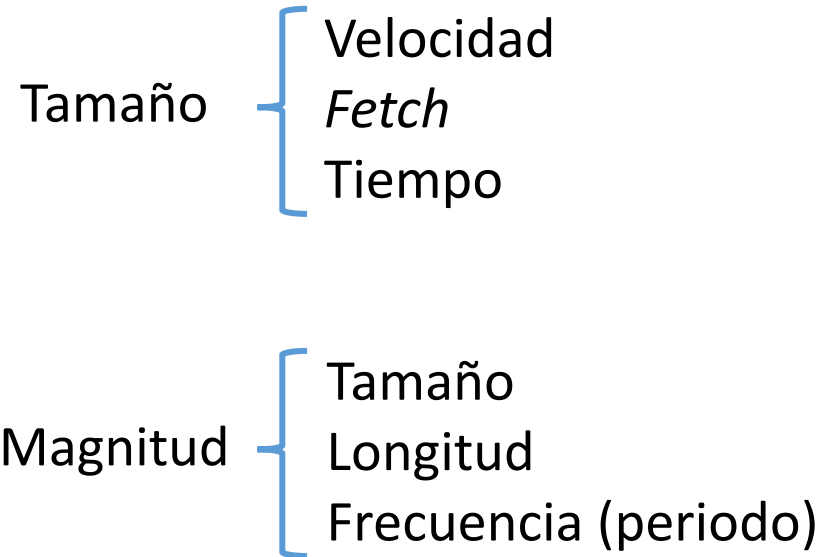 Tamaño
Velocidad
Fetch
Tiempo
Magnitud
Tamaño
Longitud
Frecuencia (periodo)